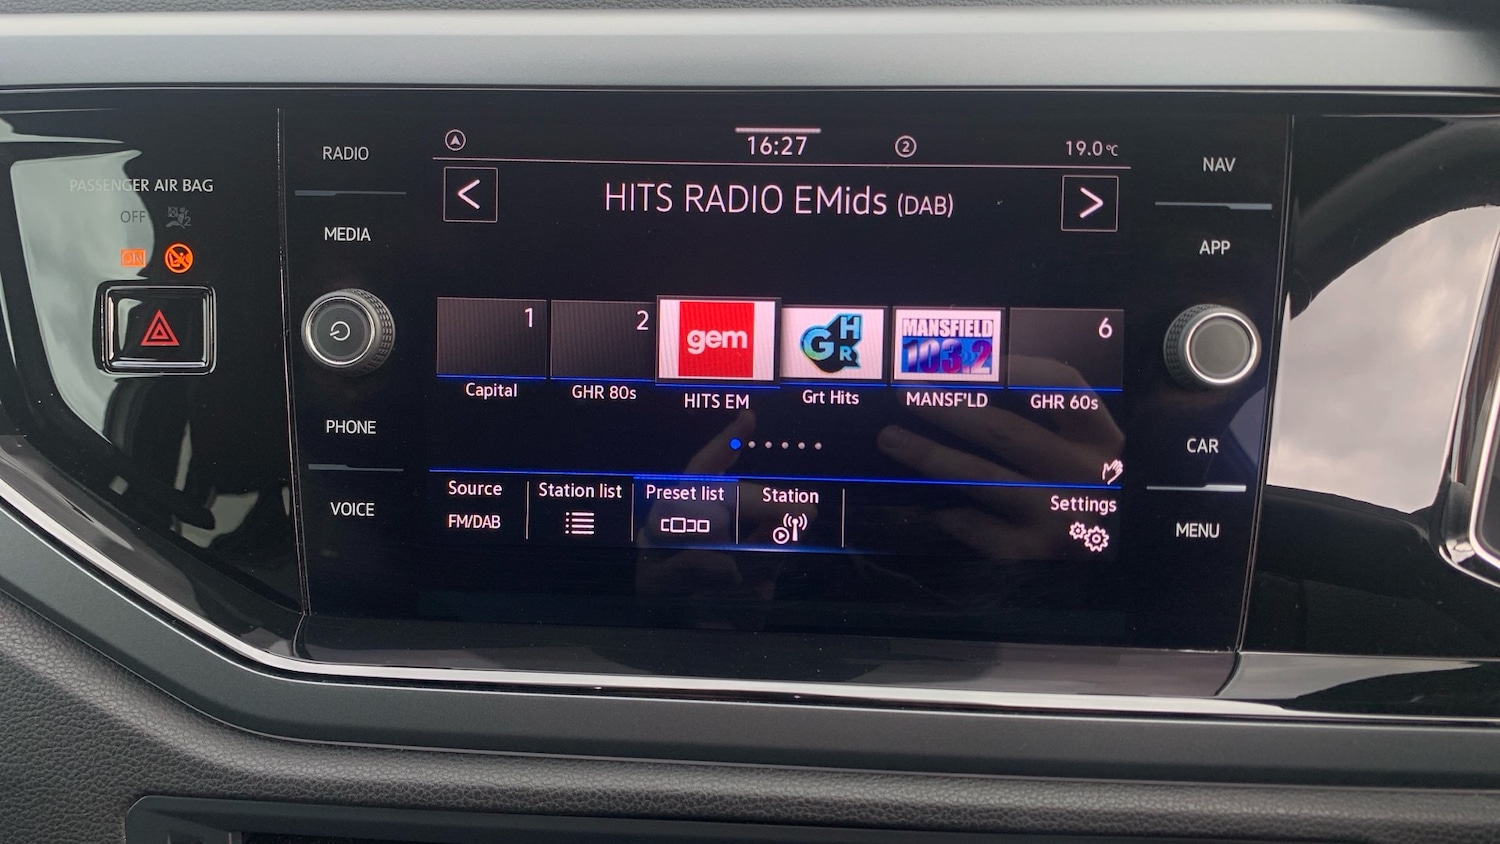 PASSENGER AIR BAG
OFF
ON
RADIO
MEDIA
PHONE
VOICE
16:27
2
19.0°C
<
HITS RADIO EMids (DAB)
>
1
2
gem
GHR
MANSFIELD
103.2
6
Capital
GHR 80s
HITS EM
Grt Hits
MANSF'LD
GHR 60s
Source
FM/DAB
Station list
Preset list
Station
Settings
NAV
APP
CAR
MENU